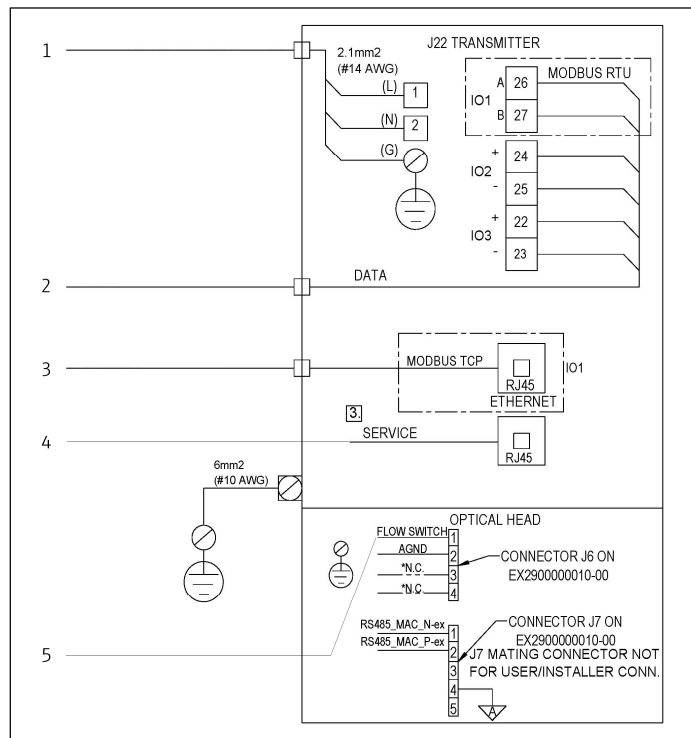 1
2.1mm2
(#14 AWG)
(L)
1
(N)
2
(G)
J22 TRANSMITTER
MODBUS RTU
IO1
A
26
B
27
IO2
+
24
-
25
IO3
+
22
-
23
2
DATA
3
MODBUS TCP
RJ45
ETHERNET
IO1
4
3.
SERVICE
RJ45
6mm2
(#10 AWG)
OPTICAL HEAD
FLOW SWITCH
1
AGND
2
*N.C.
3
*N.C.
4
CONNECTOR J6 ON
EX2900000010-00
5
RS485_MAC_N-ex
1
RS485_MAC_P-ex
2
3
4
5
CONNECTOR J7 ON
EX2900000010-00
J7 MATING CONNECTOR NOT
FOR USER/INSTALLER CONN.
A